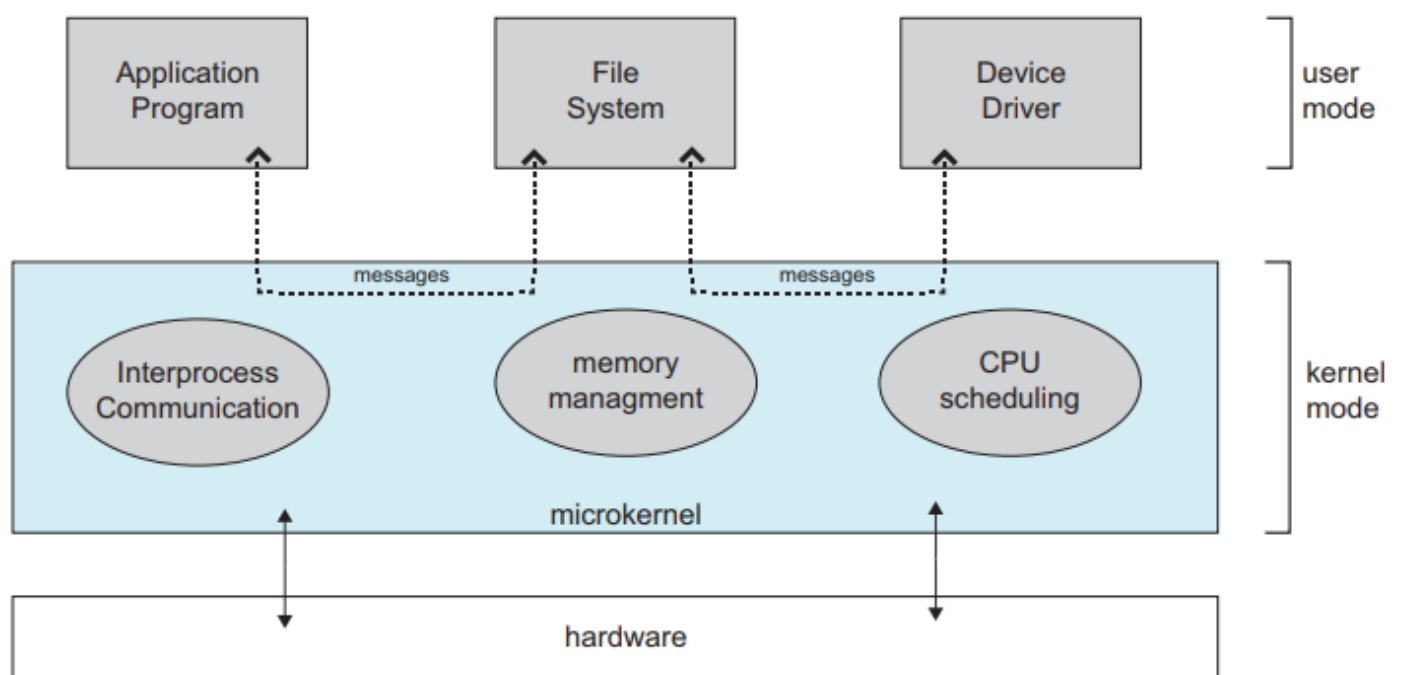 Application
Program
File
System
Device
Driver
user
mode
messages
messages
Interprocess
Communication
memory
managment
CPU
scheduling
kernel
mode
microkernel
hardware